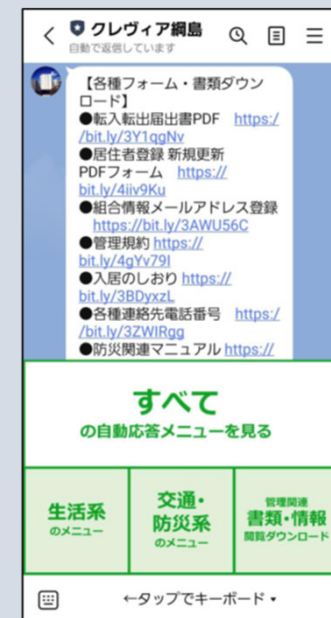 クレヴィア綱島
自動で返信しています
【各種フォーム・書類ダウン
ロード】
●転入転出届出書PDF https:/
/bit.ly/3Y1qgNv
●居住者登録 新規更新
PDFフォーム https://
bit.ly/4iiv9Ku
●組合情報メールアドレス登録
https://bit.ly/3AWU56C
●管理規約 https://
bit.ly/4gYv79I
●入居のしおり https://
bit.ly/3BDyxzL
●各種連絡先電話番号 https:/
/bit.ly/3ZWIRgg
●防災関連マニュアル https://
すべて
の自動応答メニューを見る
生活系
のメニュー
交通・
防災系
のメニュー
管理関連
書類・情報
閲覧ダウンロード
←タップでキーボード▼